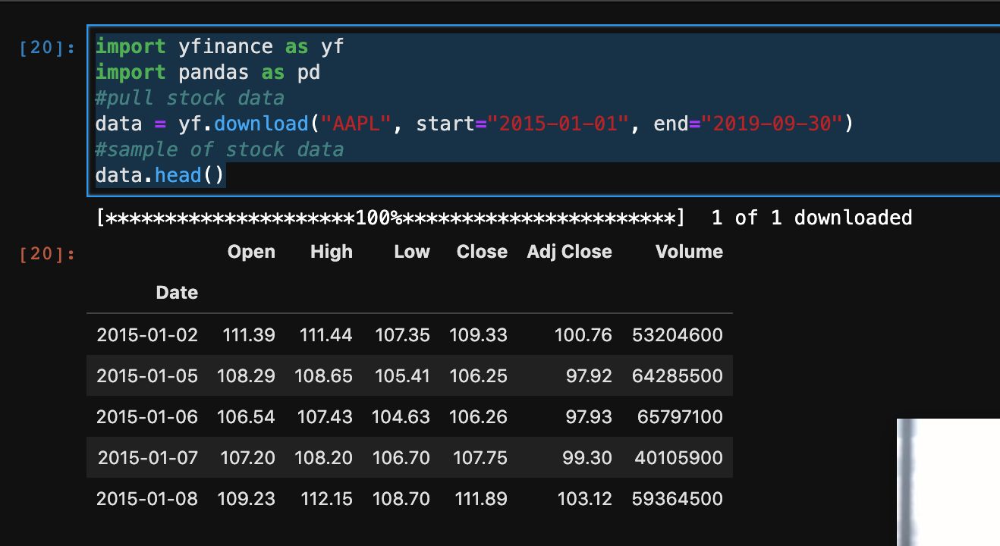 [20]:
import yfinance as yf
import pandas as pd
#pull stock data
data = yf.download("AAPL", start="2015-01-01", end="2019-09-30")
#sample of stock data
data.head()
[*********************100%***********************]  1 of 1 downloaded
[20]:
Open High Low Close Adj Close Volume
Date
2015-01-02 111.39 111.44 107.35 109.33 100.76 53204600
2015-01-05 108.29 108.65 105.41 106.25 97.92 64285500
2015-01-06 106.54 107.43 104.63 106.26 97.93 65797100
2015-01-07 107.20 108.20 106.70 107.75 99.30 40105900
2015-01-08 109.23 112.15 108.70 111.89 103.12 59364500